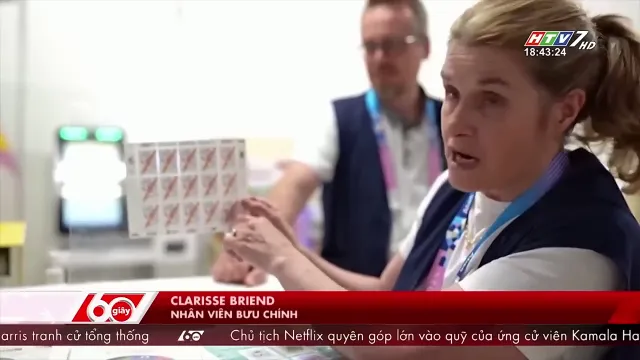 HTV7 HD
18:43:24
60 giây
CLARISSE BRIEND
NHÂN VIÊN BƯU CHÍNH
arris tranh cử tổng thống 60 giây Chủ tịch Netflix quyên góp lớn vào quỹ của ứng cử viên Kamala Ha